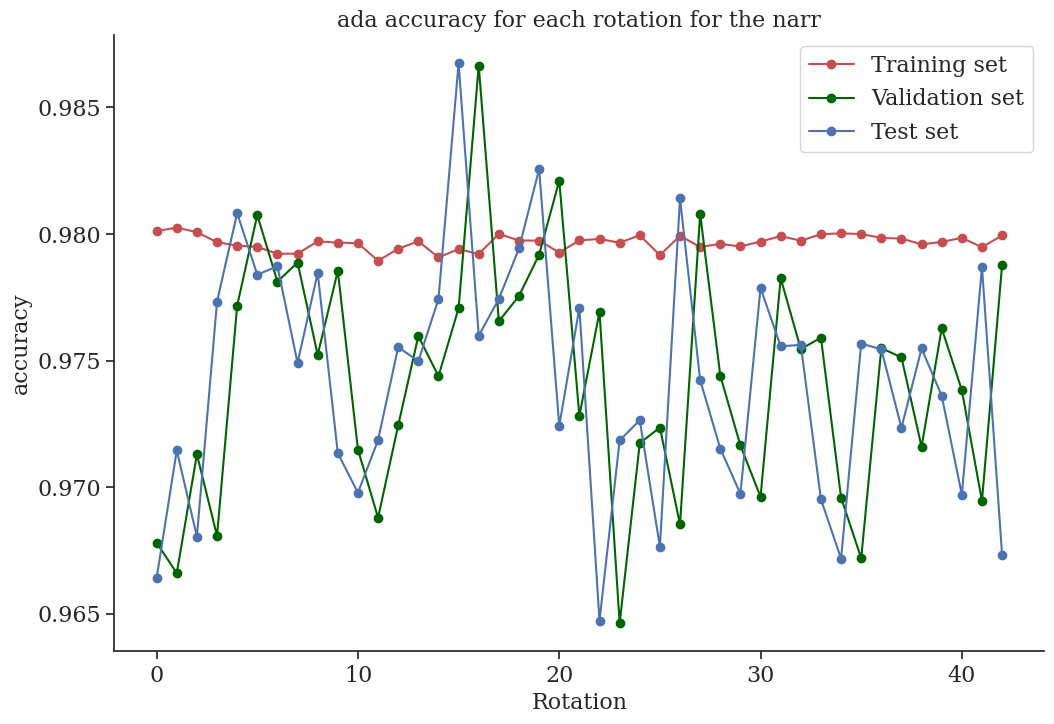 ada accuracy for each rotation for the narr
Training set
Validation set
Test set
accuracy
0.985
0.980
0.975
0.970
0.965
0
10
20
30
40
Rotation